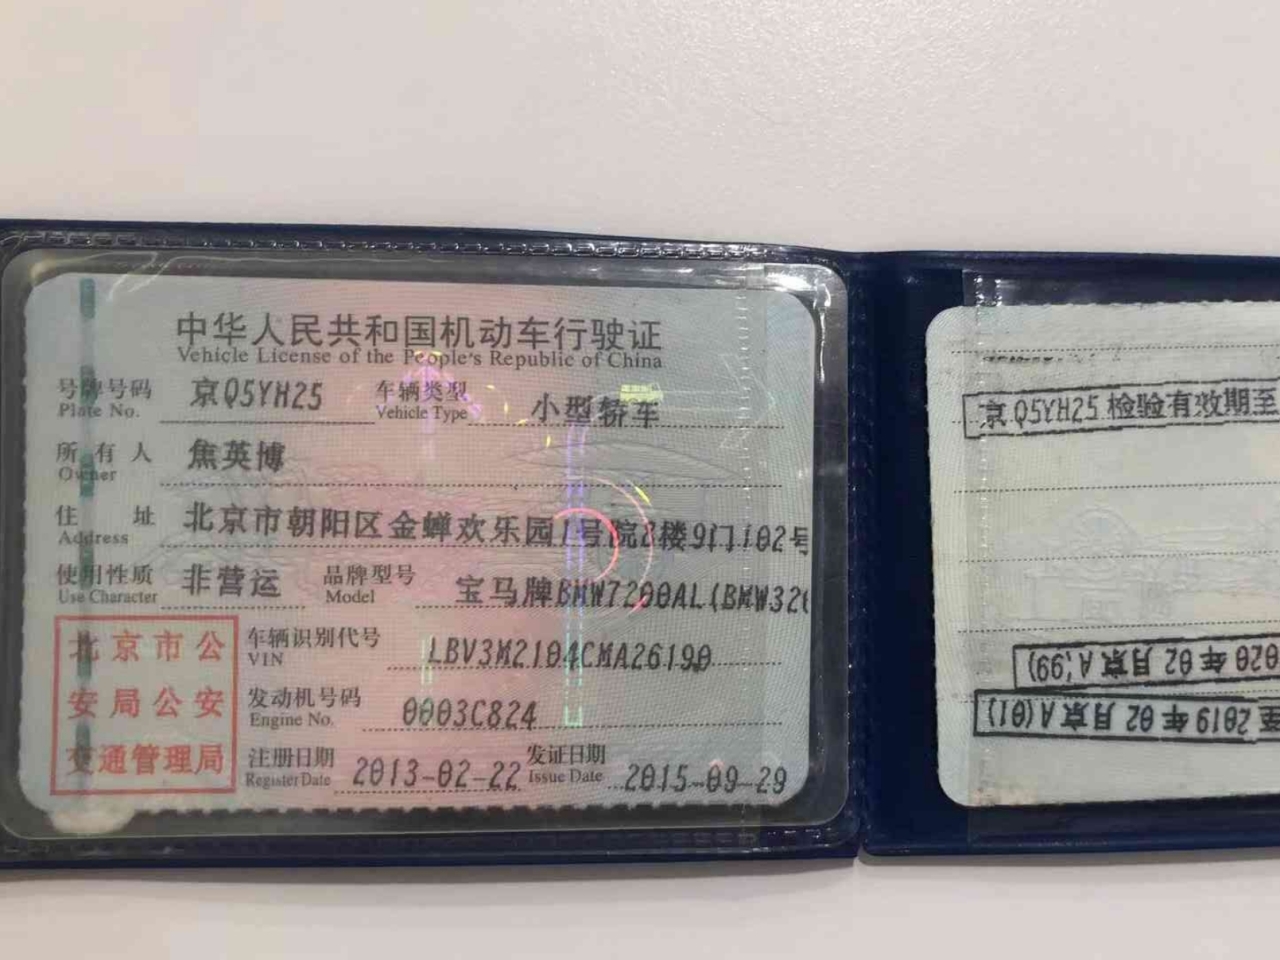 中华人民共和国机动车行驶证
Vehicle License of the People's Republic of China
号牌号码 京Q5YH25 车辆类型 小型轿车
Plate No. Vehicle Type
所有人 焦英博
Owner
住址 北京市朝阳区金蝉欢乐园1号院2楼9门102号
Address
使用性质 非营运 品牌型号 宝马牌BMW7200AL(BMW320
Use Character Model
北京市公
安局公安
交通管理局
车辆识别代号 LBV3M2104CMA26190
VIN
发动机号码 0003C824
Engine No.
注册日期 2013-02-22 发证日期 2015-09-29
Register Date Issue Date
京Q5YH25检验有效期至
020年02月京A(99)
至2019年02月京A(01)